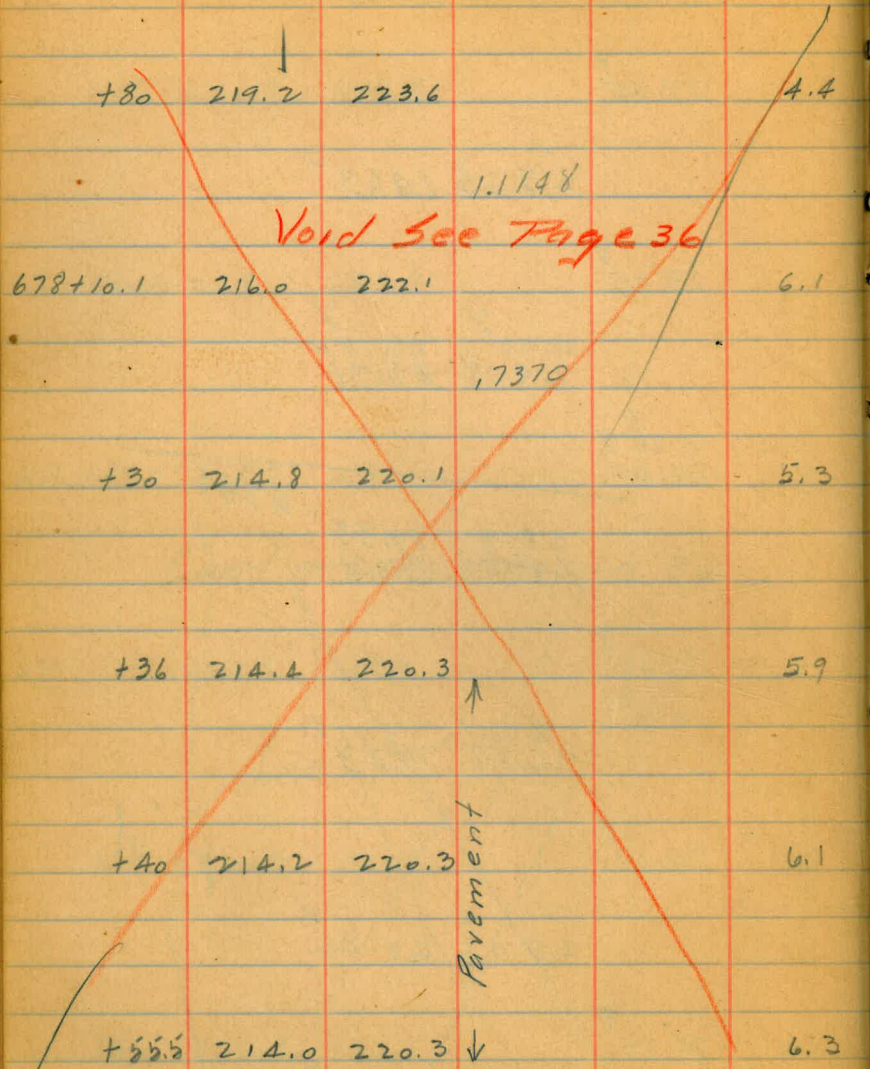 +80 219.2 223.6 4.4
1.1148
Void See Page 36
678+10.1 216.0 222.1 6.1
.7370
+30 214.8 220.1 5.3
+36 214.4 220.3 5.9
+40 214.2 220.3 6.1
Pavement
+55.5 214.0 220.3 6.3